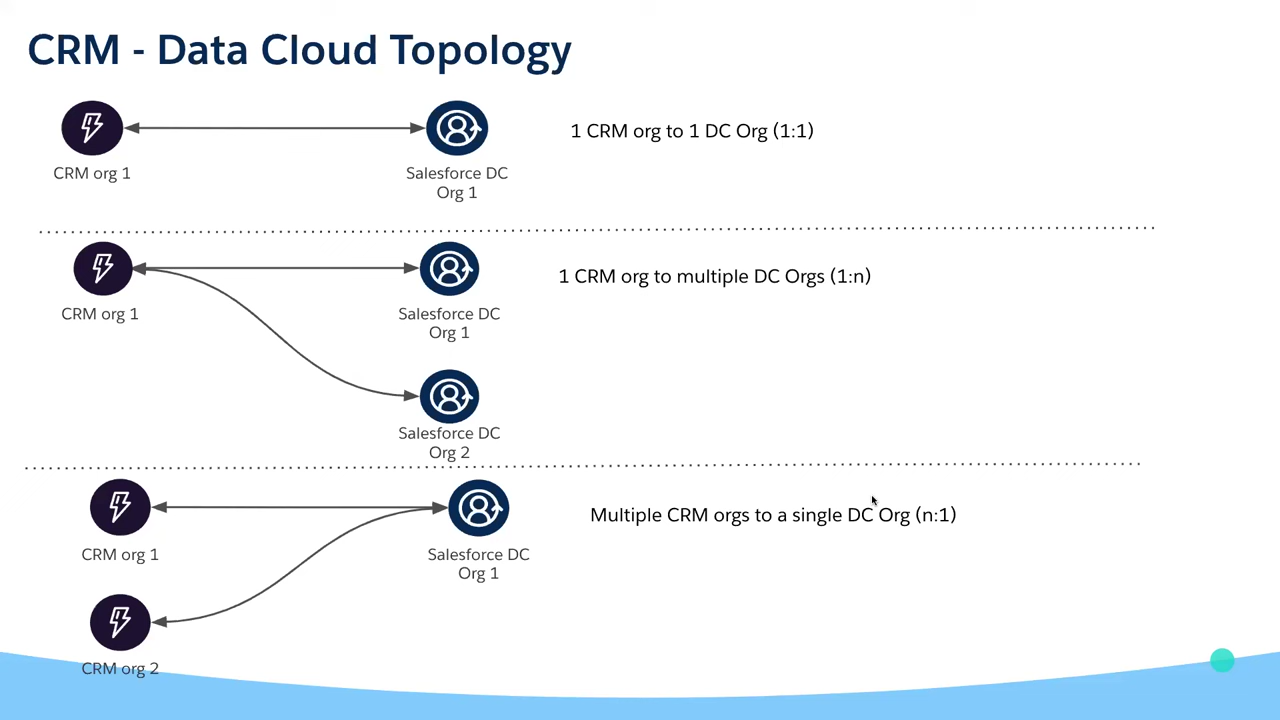 CRM - Data Cloud Topology
CRM org 1
Salesforce DC
Org 1
1 CRM org to 1 DC Org (1:1)
CRM org 1
Salesforce DC
Org 1
1 CRM org to multiple DC Orgs (1:n)
Salesforce DC
Org 2
CRM org 1
Salesforce DC
Org 1
Multiple CRM orgs to a single DC Org (n:1)
CRM org 2